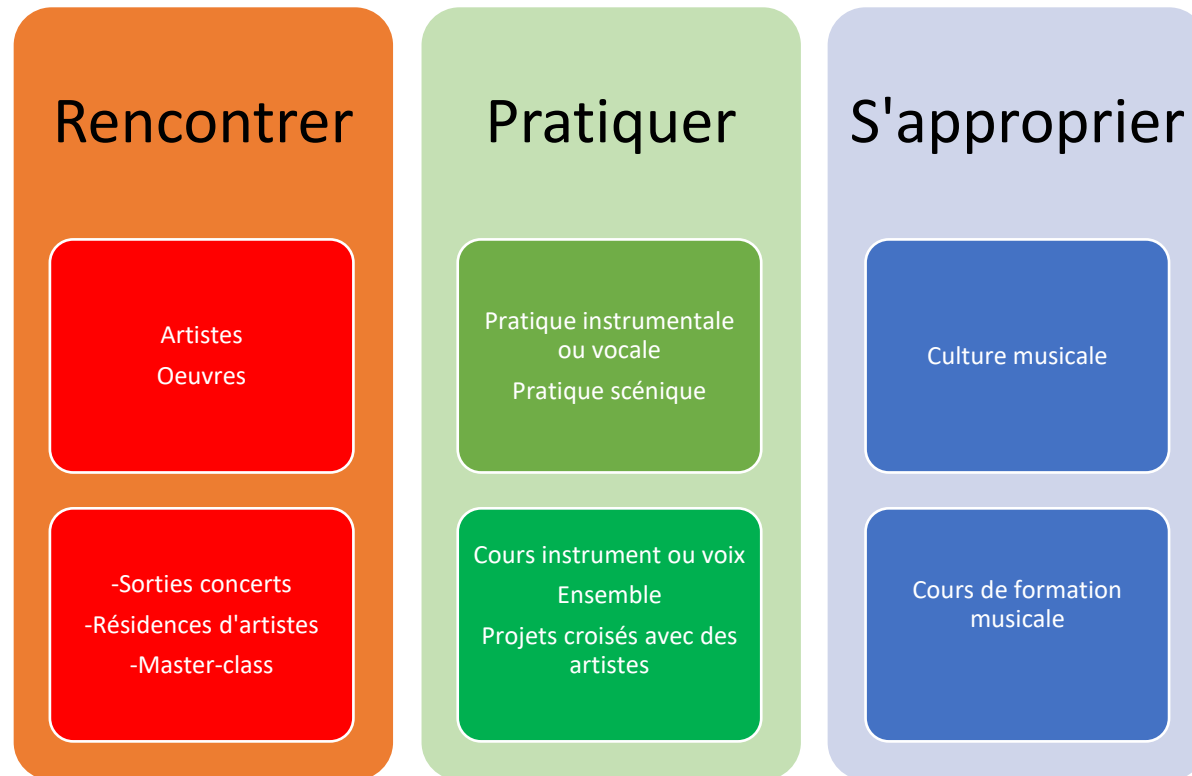 Rencontrer
Artistes
Oeuvres
-Sorties concerts
-Résidences d'artistes
-Master-class
Pratiquer
Pratique instrumentale
ou vocale
Pratique scénique
Cours instrument ou voix
Ensemble
Projets croisés avec des
artistes
S'approprier
Culture musicale
Cours de formation
musicale